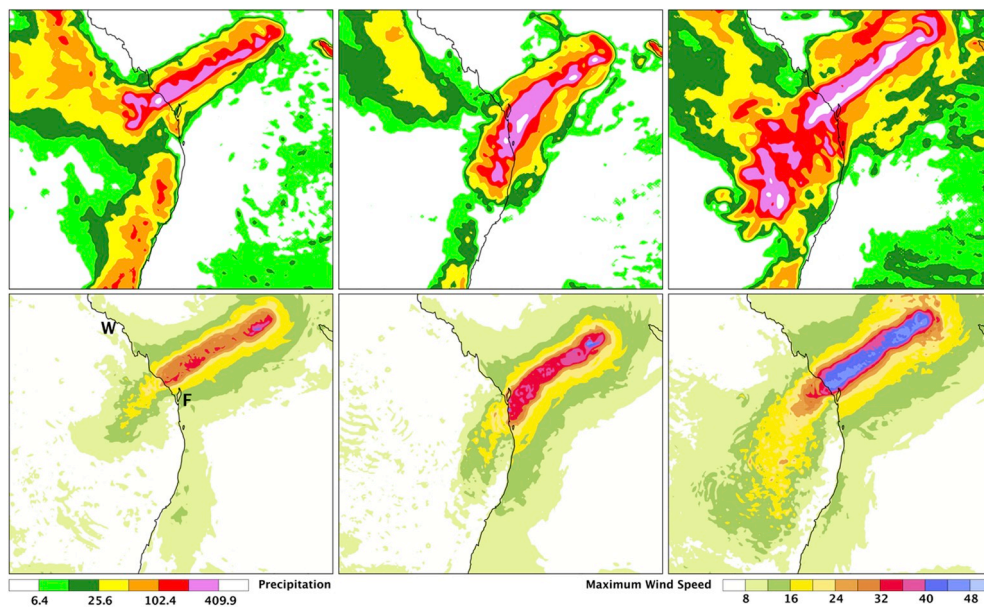 W
F
Precipitation
6.4 25.6 102.4 409.9
Maximum Wind Speed
8 16 24 32 40 48